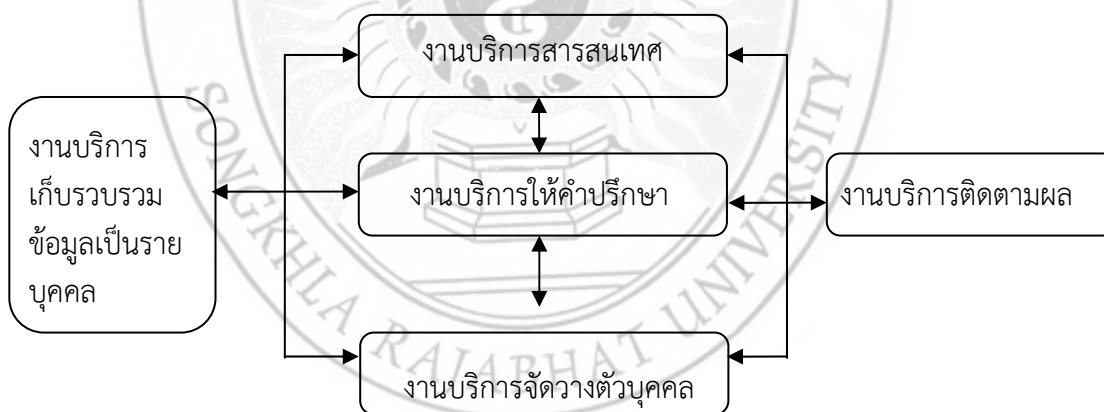 งานบริการสารสนเทศ
งานบริการ
เก็บรวบรวม
ข้อมูลเป็นราย
บุคคล
งานบริการให้คำปรึกษา
งานบริการติดตามผล
งานบริการจัดวางตัวบุคคล
SONGKHLA RAJABHAT UNIVERSITY